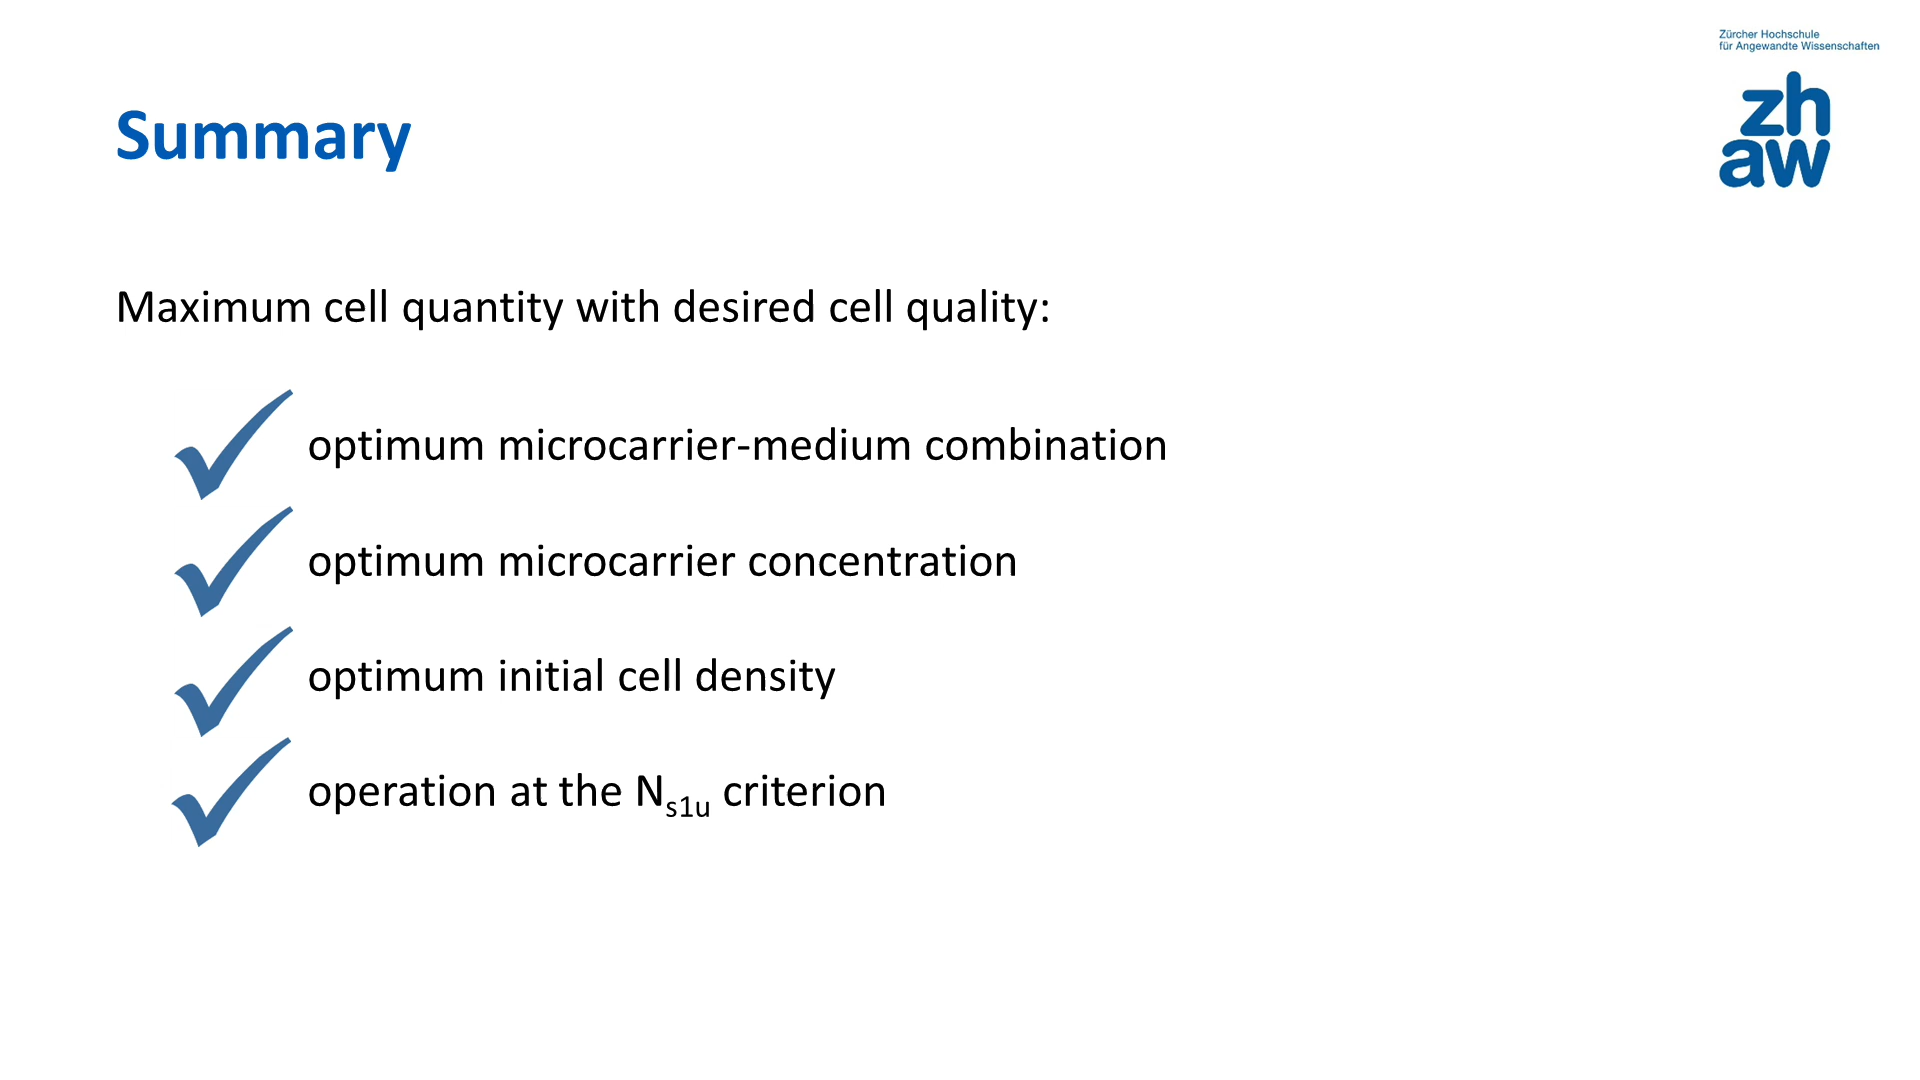 Zürcher Hochschule
für Angewandte Wissenschaften
zh
aw
Summary
Maximum cell quantity with desired cell quality:
optimum microcarrier-medium combination
optimum microcarrier concentration
optimum initial cell density
operation at the Ns1u criterion